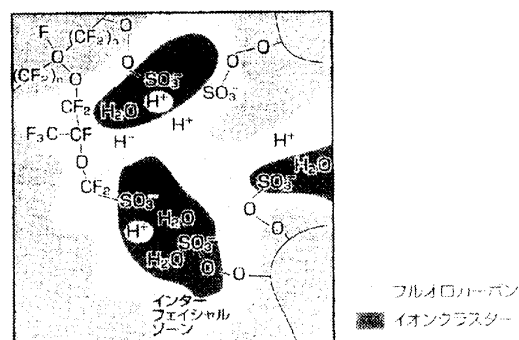 F
O
(CF₂)ₙ
O
(CF₂)ₙ
O
O
O
O
O
SO₃⁻
SO₃⁻
CF₂
H₂O
H⁺
H⁺
F₃C-CF
H⁺
H⁺
O
H₂O
CF₂
SO₃⁻
SO₃⁻
H₂O
O
H⁺
SO₃⁻
O
H₂O
O
O
インター
フェイシャル
ゾーン
フルオロカーボン
イオンクラスター